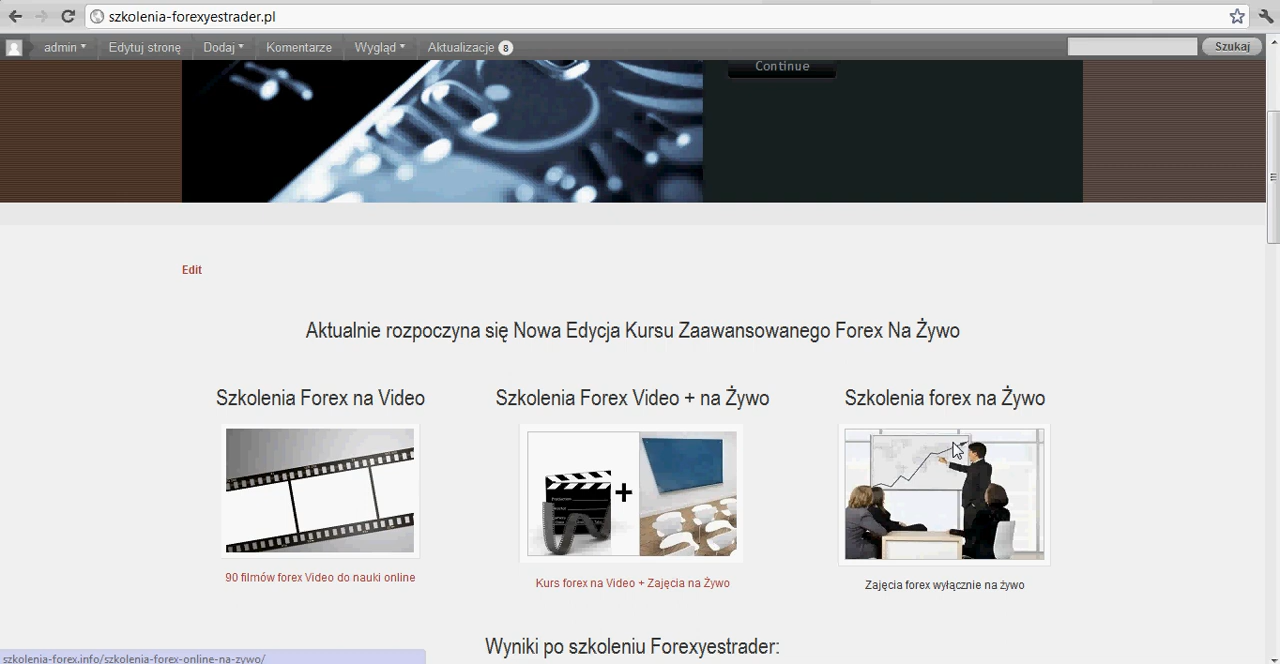 szkolenia-forexyestrader.pl
admin Edytuj stronę Dodaj Komentarze Wygląd Aktualizacje 8 Szukaj
Continue
Edit
Aktualnie rozpoczyna się Nowa Edycja Kursu Zaawansowanego Forex Na Żywo
Szkolenia Forex na Video
Szkolenia Forex Video + na Żywo
Szkolenia forex na Żywo
+
90 filmów forex Video do nauki online
Kurs forex na Video + Zajęcia na Żywo
Zajęcia forex wyłącznie na żywo
Wyniki po szkoleniu Forexyestrader:
szkolenia-forex.info/szkolenia-forex-online-na-zywo/